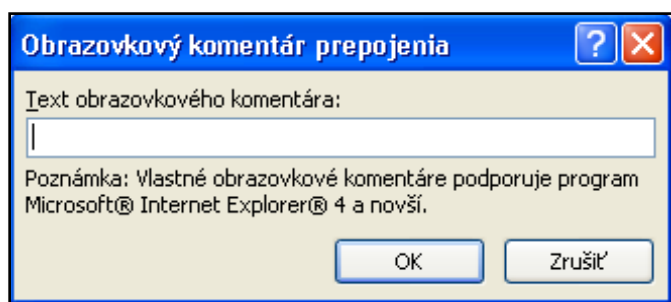 Obrazovkový komentár prepojenia
Text obrazovkového komentára:
Poznámka: Vlastné obrazovkové komentáre podporuje program
Microsoft® Internet Explorer® 4 a novší.
OK Zrušiť